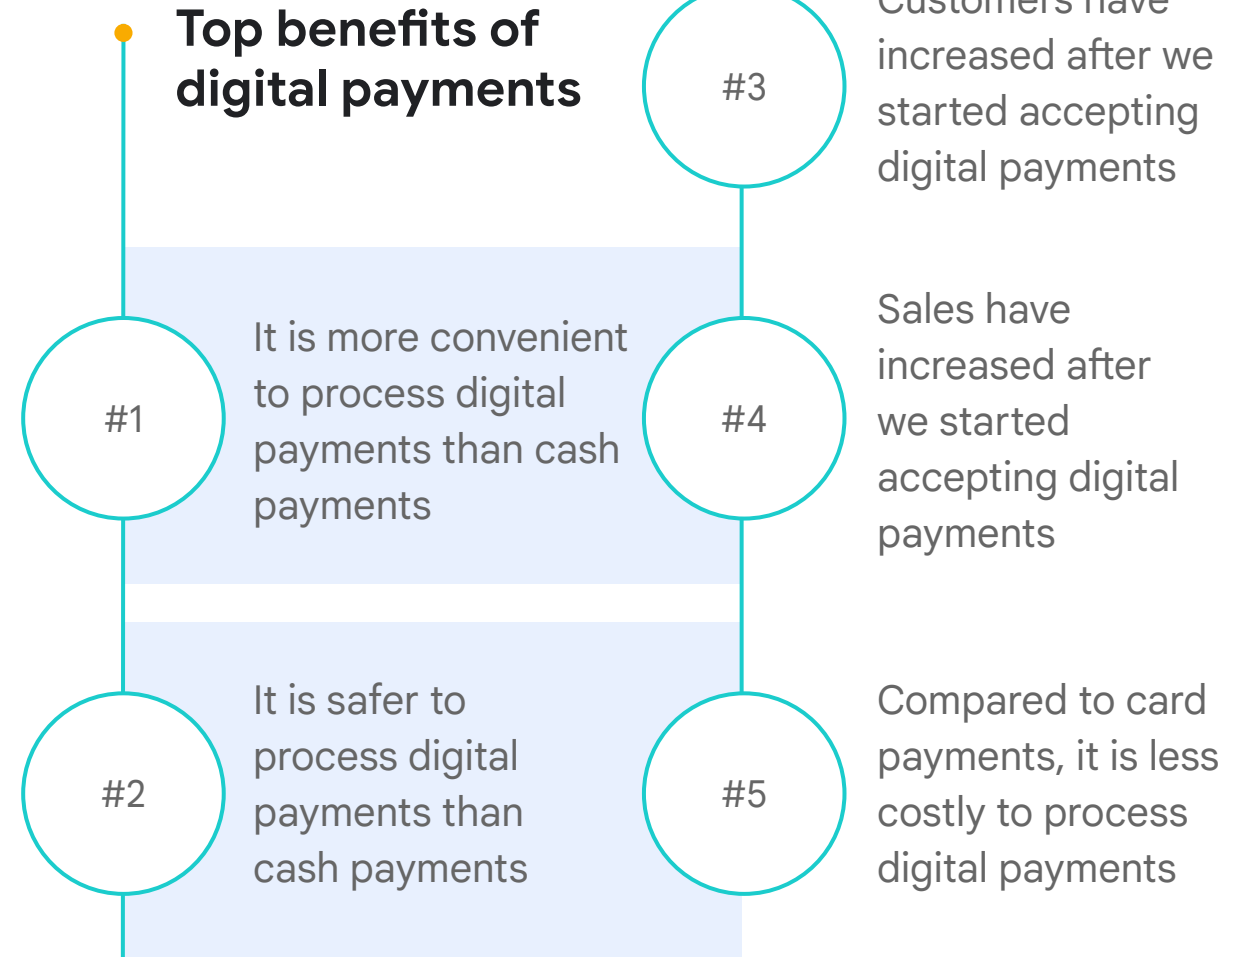 Top benefits of
digital payments
#1
It is more convenient
to process digital
payments than cash
payments
#2
It is safer to
process digital
payments than
cash payments
#3
Customers have
increased after we
started accepting
digital payments
#4
Sales have
increased after
we started
accepting digital
payments
#5
Compared to card
payments, it is less
costly to process
digital payments